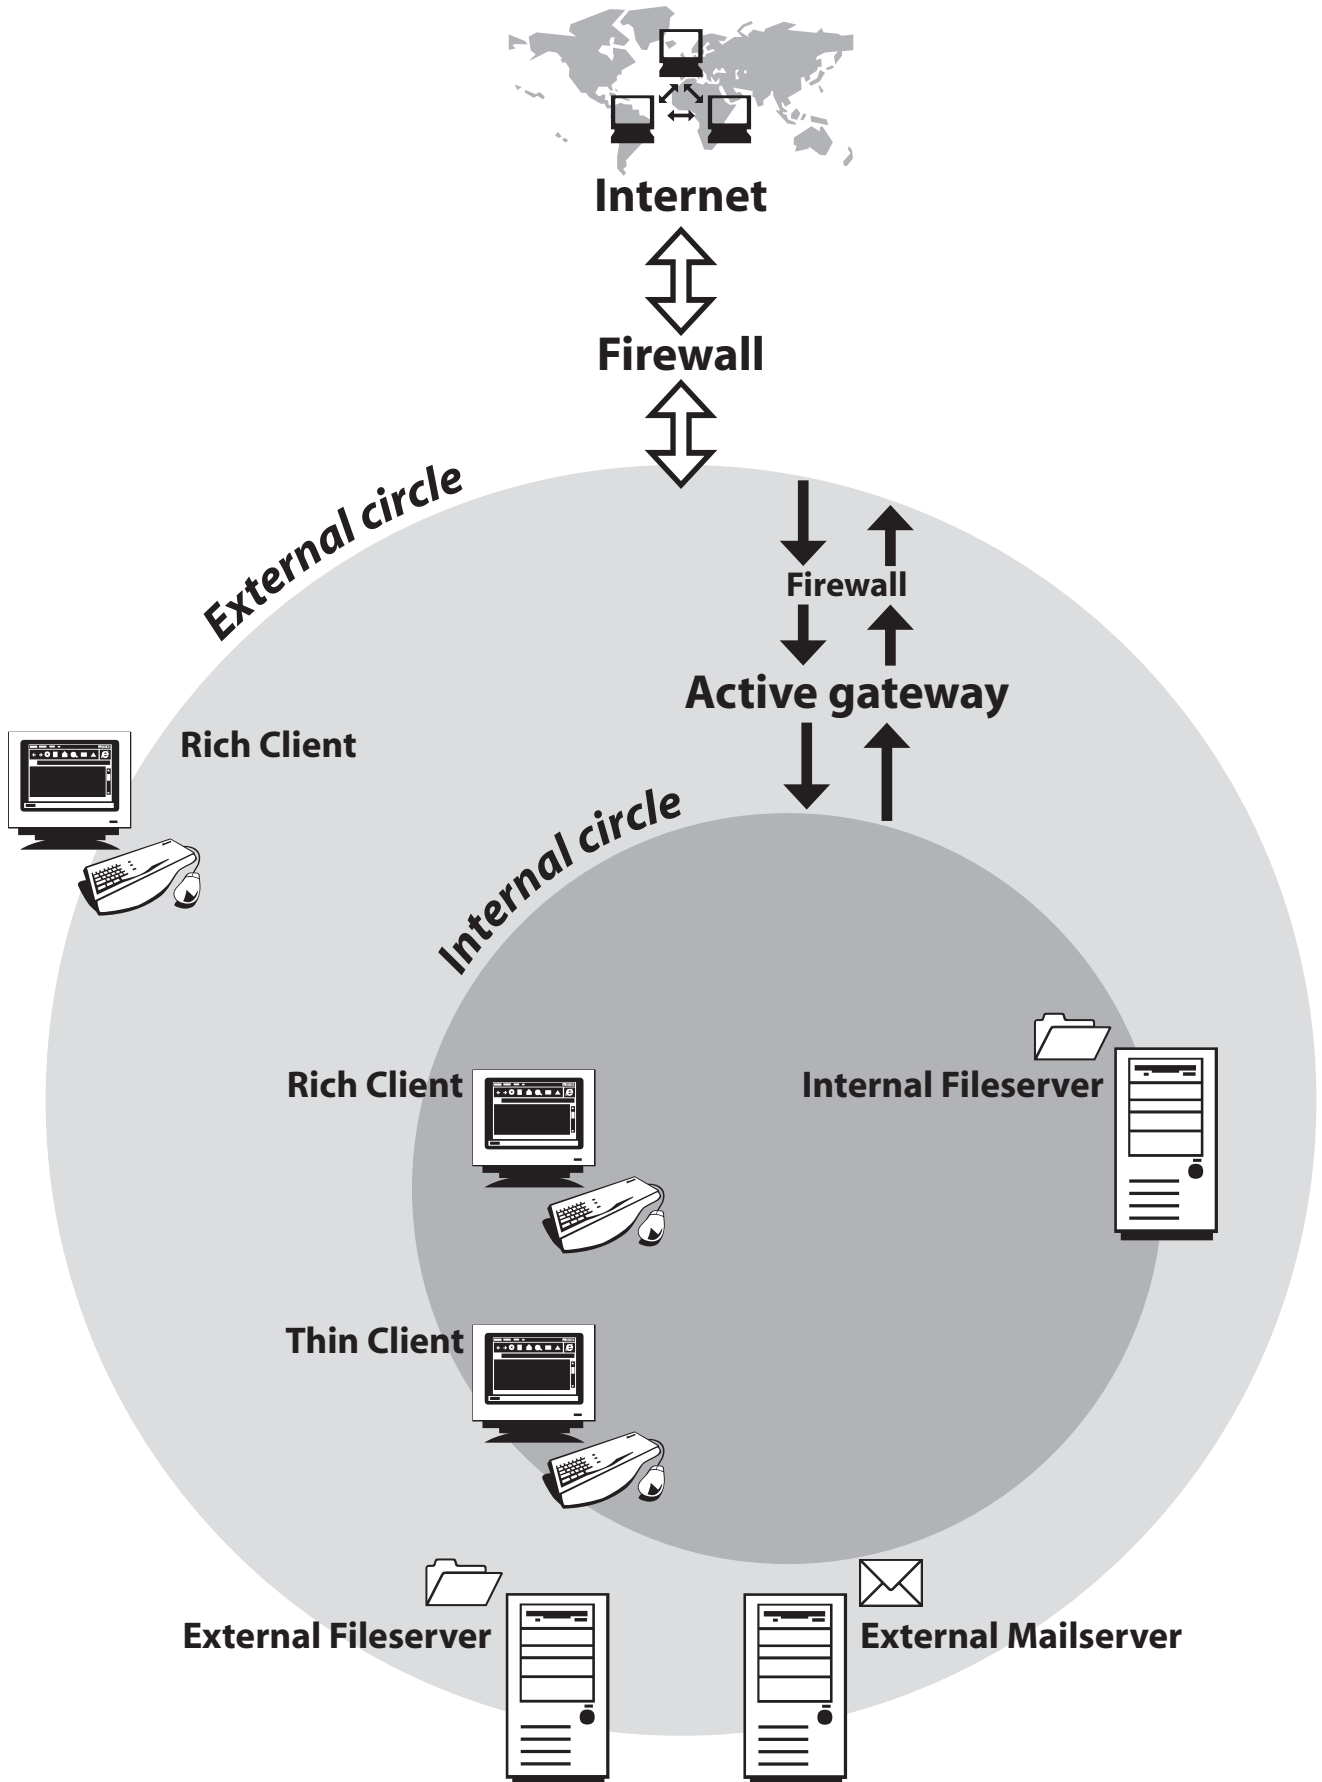 Internet
Firewall
External circle
Firewall
Active gateway
Rich Client
Internal circle
Rich Client
Internal Fileserver
Thin Client
External Fileserver
External Mailserver